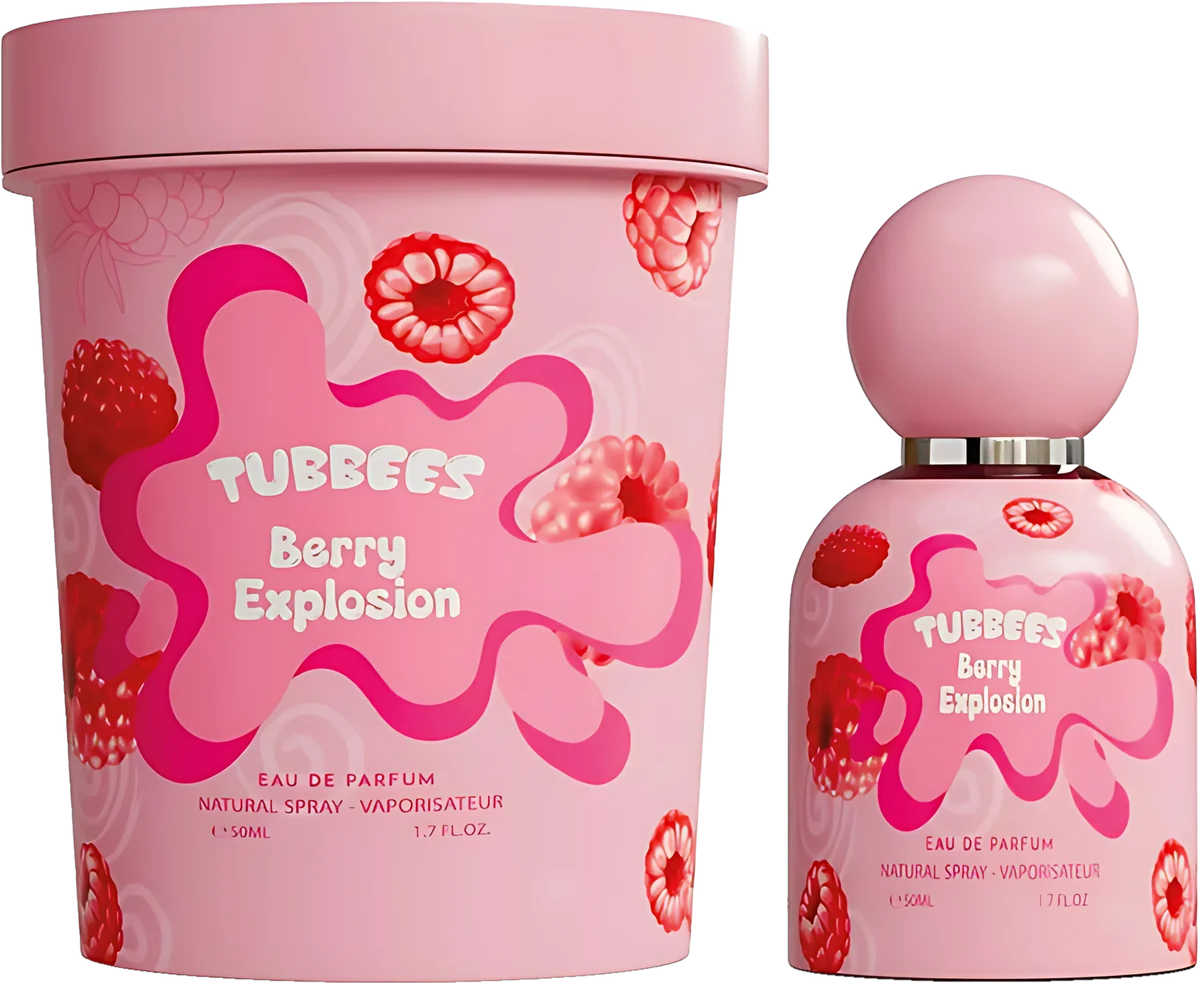 TUBBEES
Berry
Explosion
EAU DE PARFUM
NATURAL SPRAY - VAPORISATEUR
℮ 50ML 1.7 FL.OZ.
TUBBEES
Berry
Explosion
EAU DE PARFUM
NATURAL SPRAY - VAPORISATEUR
℮ 50ML 1.7 FL.OZ.